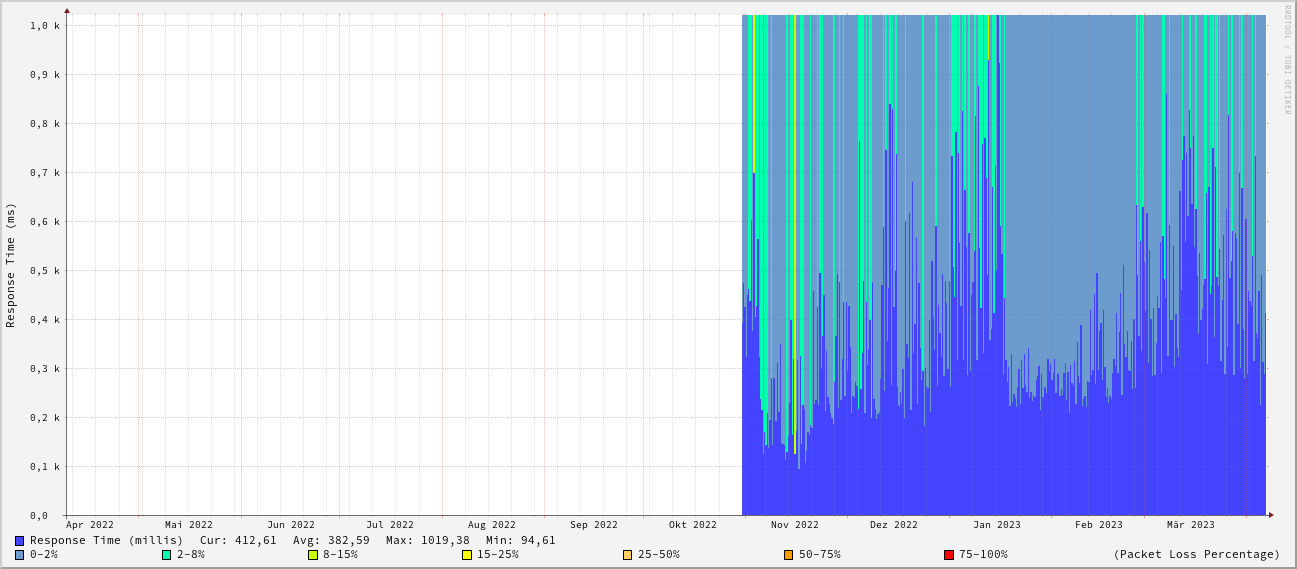 RRDTOOL / TOBI OETIKER
Response Time (ms)
1,0 k
0,9 k
0,8 k
0,7 k
0,6 k
0,5 k
0,4 k
0,3 k
0,2 k
0,1 k
0,0
Apr 2022 Mai 2022 Jun 2022 Jul 2022 Aug 2022 Sep 2022 Okt 2022 Nov 2022 Dez 2022 Jan 2023 Feb 2023 Mär 2023
Response Time (millis) Cur: 412,61 Avg: 382,59 Max: 1019,38 Min: 94,61
0-2% 2-8% 8-15% 15-25% 25-50% 50-75% 75-100% (Packet Loss Percentage)